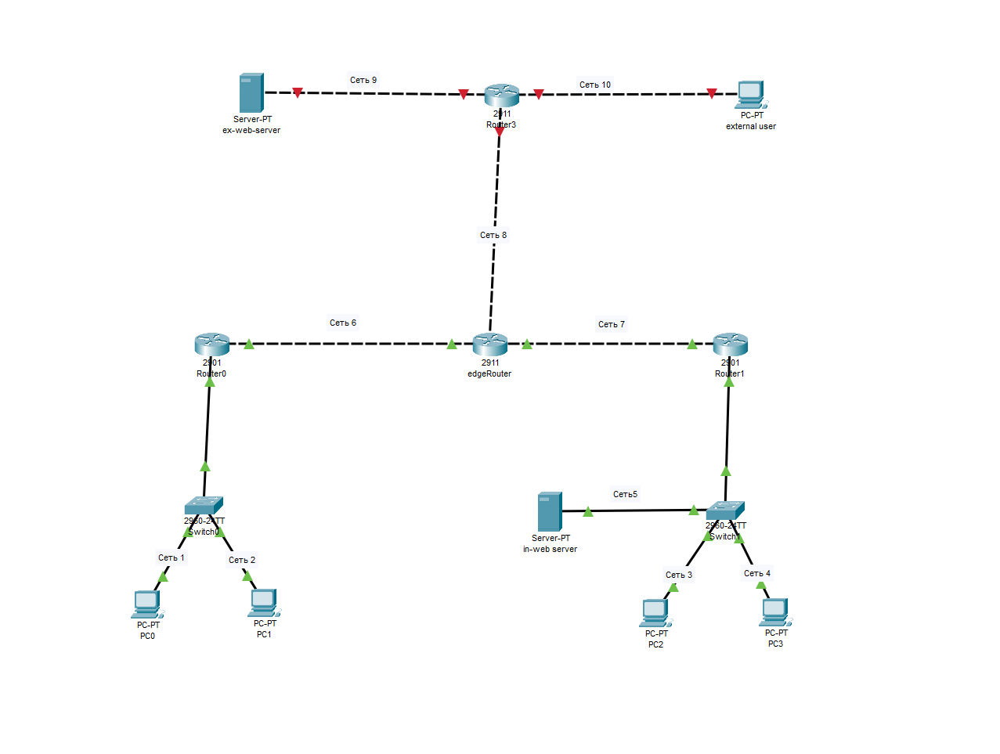 Сеть 9
Сеть 10
Server-PT
ex-web-server
2911
Router3
PC-PT
external user
Сеть 8
Сеть 6
Сеть 7
2901
Router0
2911
edgeRouter
2901
Router1
Сеть5
2960-24TT
Switch0
2960-24TT
Switch1
Server-PT
in-web server
Сеть 1
Сеть 2
Сеть 3
Сеть 4
PC-PT
PC0
PC-PT
PC1
PC-PT
PC2
PC-PT
PC3